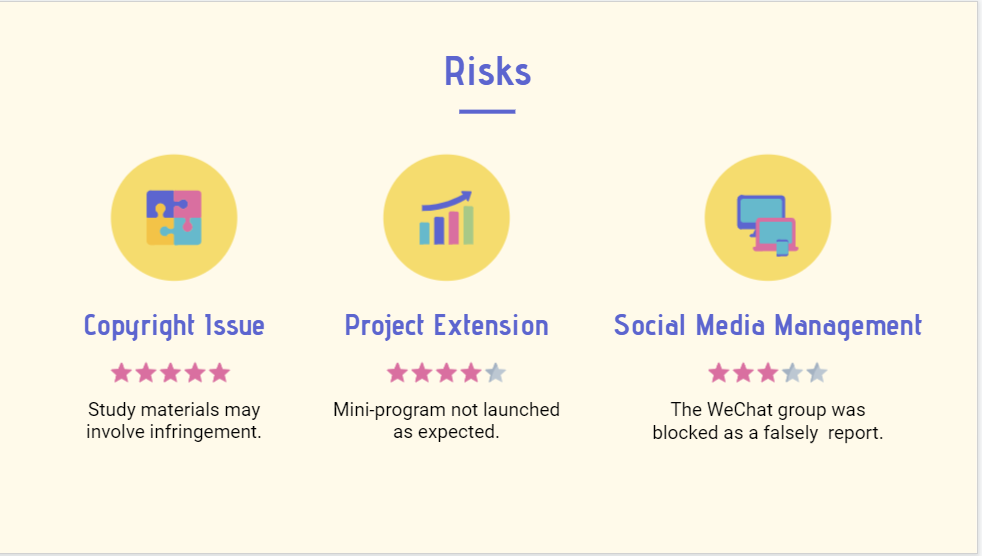 Risks
Copyright Issue
Study materials may
involve infringement.
Project Extension
Mini-program not launched
as expected.
Social Media Management
The WeChat group was
blocked as a falsely  report.